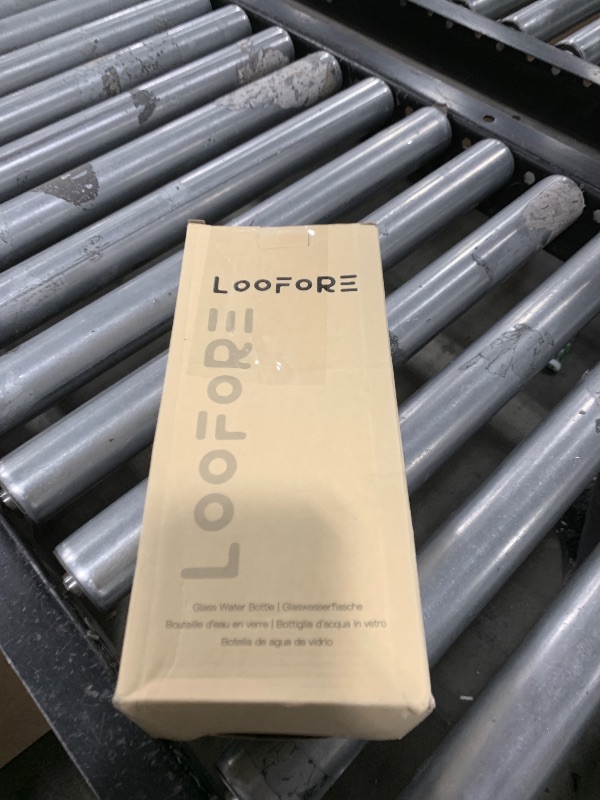 LOOFORE
LOOFORE
Glass Water Bottle | Glaswasserflasche
Bouteille d'eau en verre | Bottiglia d'acqua in vetro
Botella de agua de vidrio